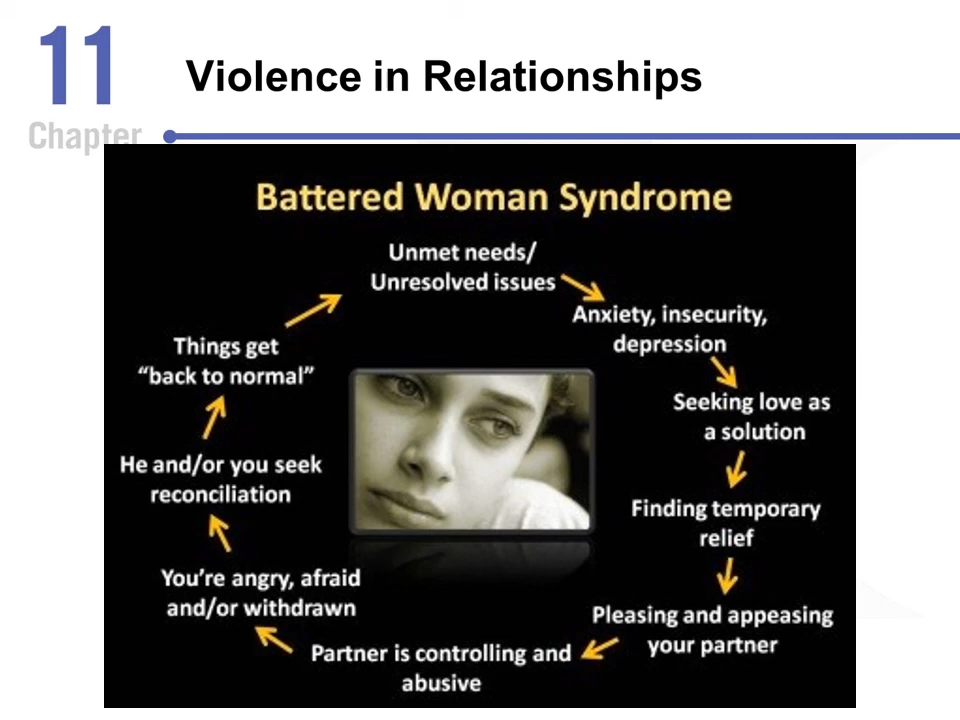 11
Chapter
Violence in Relationships
Battered Woman Syndrome
Unmet needs/
Unresolved issues
Anxiety, insecurity,
depression
Seeking love as
a solution
Finding temporary
relief
Pleasing and appeasing
your partner
Partner is controlling and
abusive
You’re angry, afraid
and/or withdrawn
He and/or you seek
reconciliation
Things get
“back to normal”